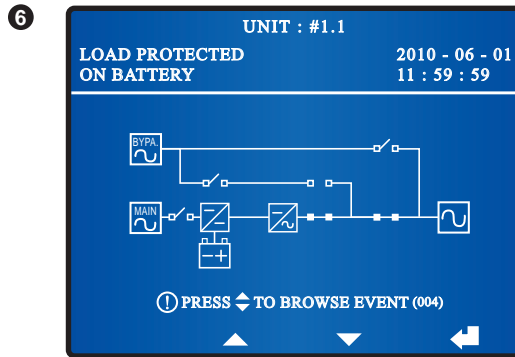 6
UNIT : #1.1
LOAD PROTECTED 2010 - 06 - 01
ON BATTERY 11 : 59 : 59
BYPA.
MAIN
PRESS TO BROWSE EVENT (004)